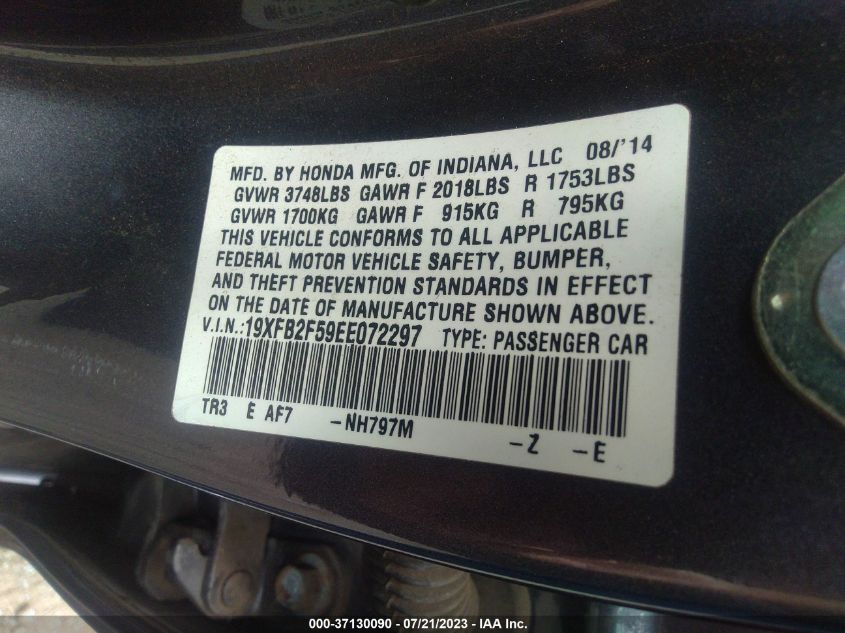 MFD. BY HONDA MFG. OF INDIANA, LLC 08/'14
GVWR 3748LBS GAWR F 2018LBS R 1753LBS
GVWR 1700KG GAWR F 915KG R 795KG
THIS VEHICLE CONFORMS TO ALL APPLICABLE
FEDERAL MOTOR VEHICLE SAFETY, BUMPER,
AND THEFT PREVENTION STANDARDS IN EFFECT
ON THE DATE OF MANUFACTURE SHOWN ABOVE.
V.I.N.:19XFB2F59EE072297 TYPE: PASSENGER CAR
TR3 E AF7 -NH797M -Z -E
000-37130090 - 07/21/2023 - IAA Inc.